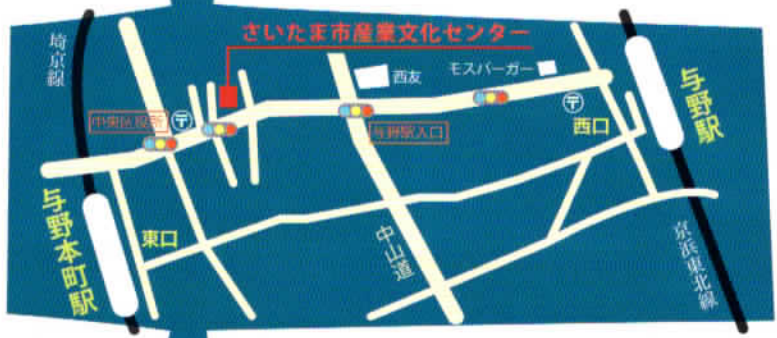 さいたま市産業文化センター
埼京線
中央区役所
〒
西友
モスバーガー
与野駅入口
〒
西口
与野駅
与野本町駅
東口
中山道
京浜東北線